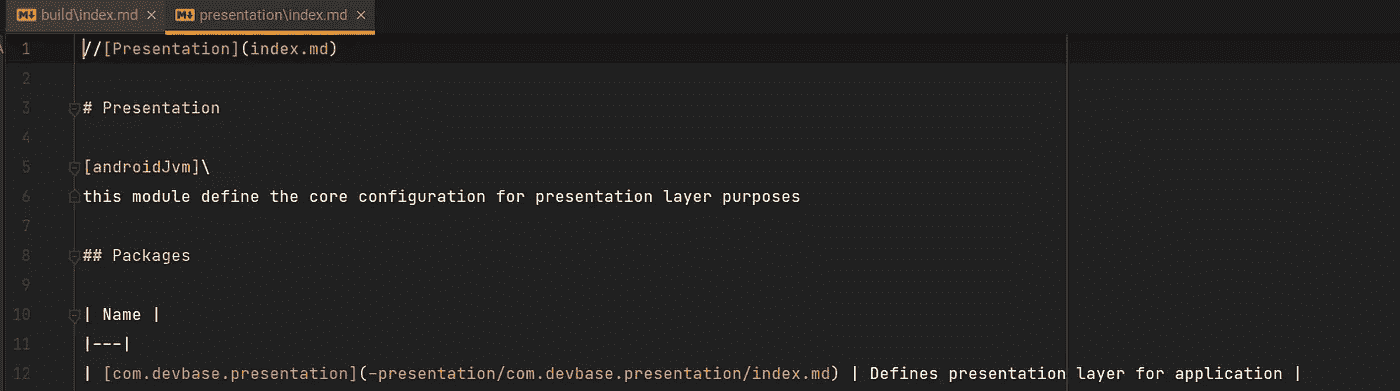 build\index.md
presentation\index.md
1 //[Presentation](index.md)
2
3 # Presentation
4
5 [androidJvm]\
6 this module define the core configuration for presentation layer purposes
7
8 ## Packages
9
10 | Name |
11 |---|
12 | [com.devbase.presentation](-presentation/com.devbase.presentation/index.md) | Defines presentation layer for application |